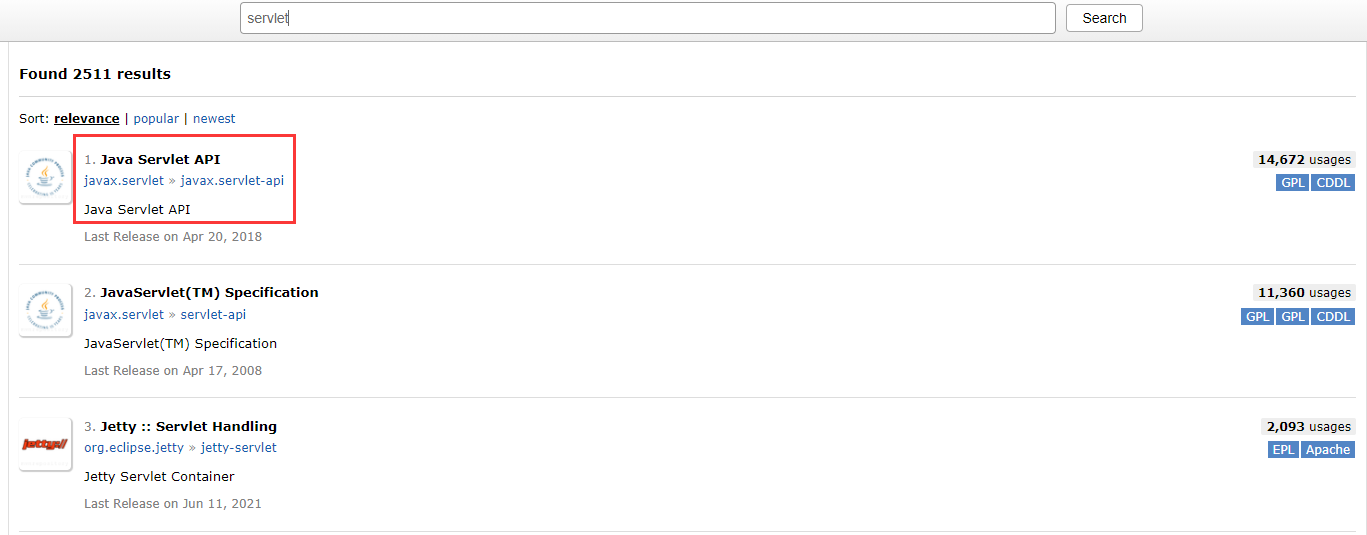 servlet
Search
Found 2511 results
Sort: relevance | popular | newest
1. Java Servlet API
14,672 usages
javax.servlet » javax.servlet-api
GPL CDDL
Java Servlet API
Last Release on Apr 20, 2018
2. JavaServlet(TM) Specification
11,360 usages
javax.servlet » servlet-api
GPL GPL CDDL
JavaServlet(TM) Specification
Last Release on Apr 17, 2008
jetty://
3. Jetty :: Servlet Handling
2,093 usages
org.eclipse.jetty » jetty-servlet
EPL Apache
Jetty Servlet Container
Last Release on Jun 11, 2021